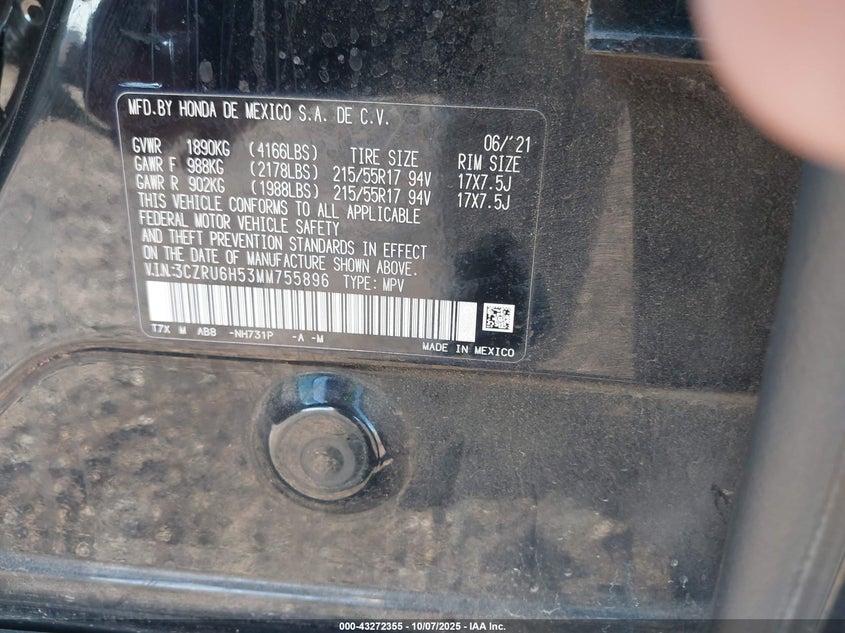 MFD.BY HONDA DE MEXICO S.A. DE C.V.
06/'21
GVWR 1890KG (4166LBS) TIRE SIZE RIM SIZE
GAWR F 988KG (2178LBS) 215/55R17 94V 17X7.5J
GAWR R 902KG (1988LBS) 215/55R17 94V 17X7.5J
THIS VEHICLE CONFORMS TO ALL APPLICABLE
FEDERAL MOTOR VEHICLE SAFETY
AND THEFT PREVENTION STANDARDS IN EFFECT
ON THE DATE OF MANUFACTURE SHOWN ABOVE.
V.I.N:3CZRU6H53MM755896 TYPE: MPV
T7X M AB8 -NH731P -A -M
MADE IN MEXICO
000-43272355 | 10/07/2025 - IAA Inc.